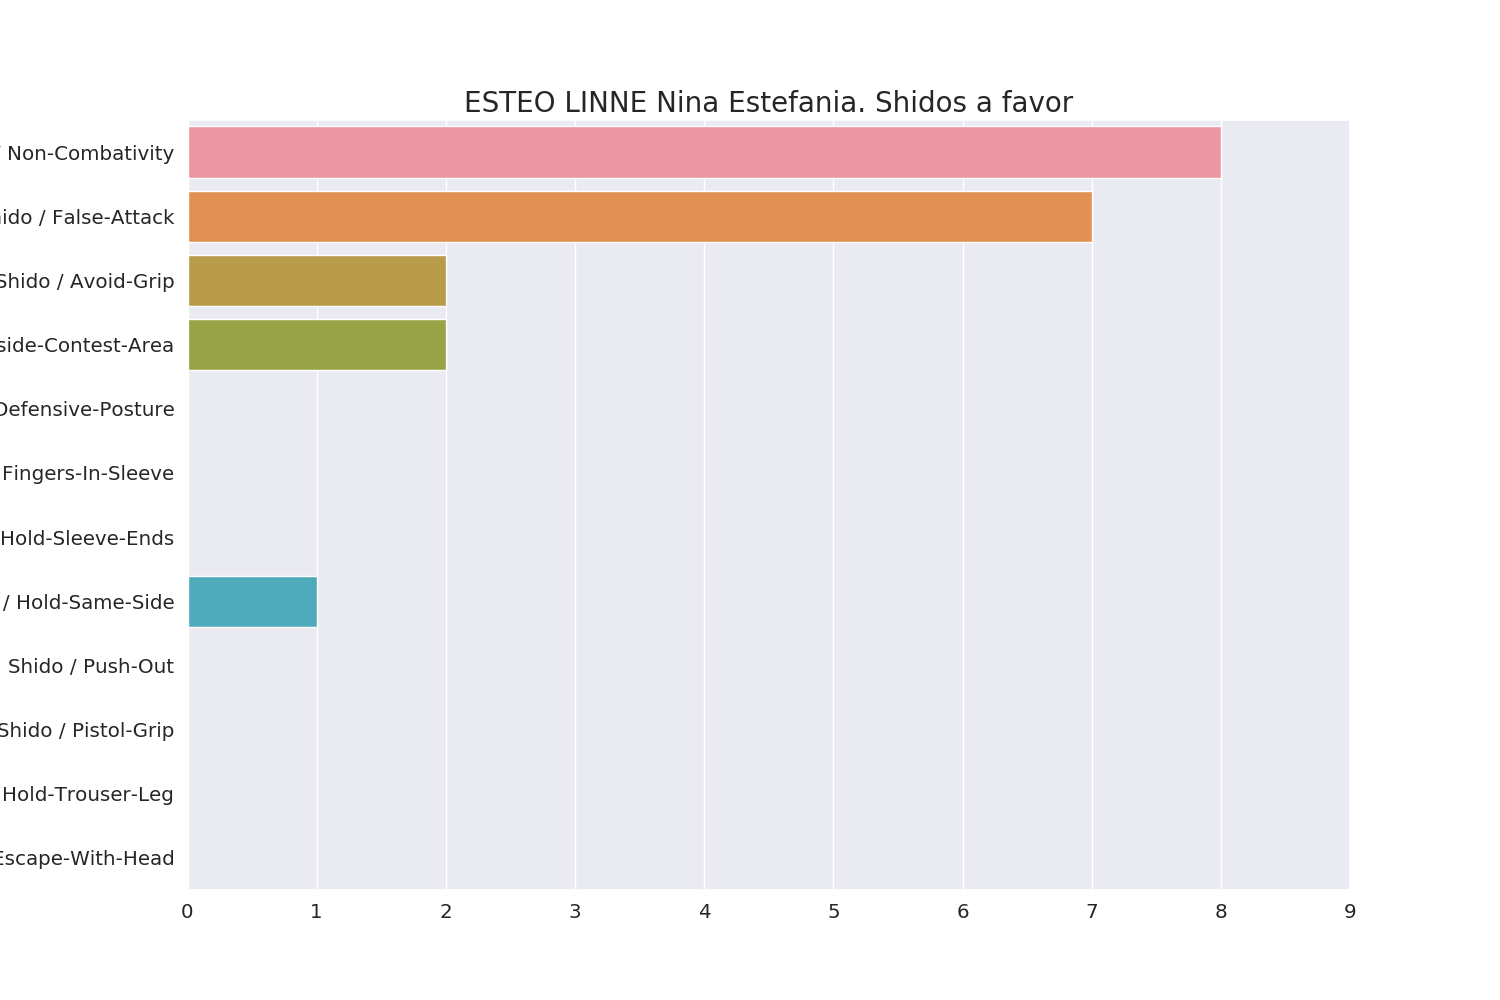 ESTEO LINNE Nina Estefania. Shidos a favor
/ Non-Combativity
ido / False-Attack
Shido / Avoid-Grip
side-Contest-Area
Defensive-Posture
Fingers-In-Sleeve
Hold-Sleeve-Ends
/ Hold-Same-Side
Shido / Push-Out
Shido / Pistol-Grip
Hold-Trouser-Leg
Escape-With-Head
0 1 2 3 4 5 6 7 8 9